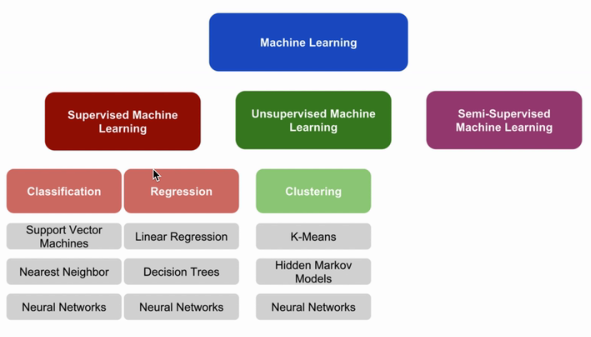 Machine Learning
Supervised Machine
Learning
Unsupervised Machine
Learning
Semi-Supervised
Machine Learning
Classification
Regression
Clustering
Support Vector
Machines
Linear Regression
K-Means
Nearest Neighbor
Decision Trees
Hidden Markov
Models
Neural Networks
Neural Networks
Neural Networks